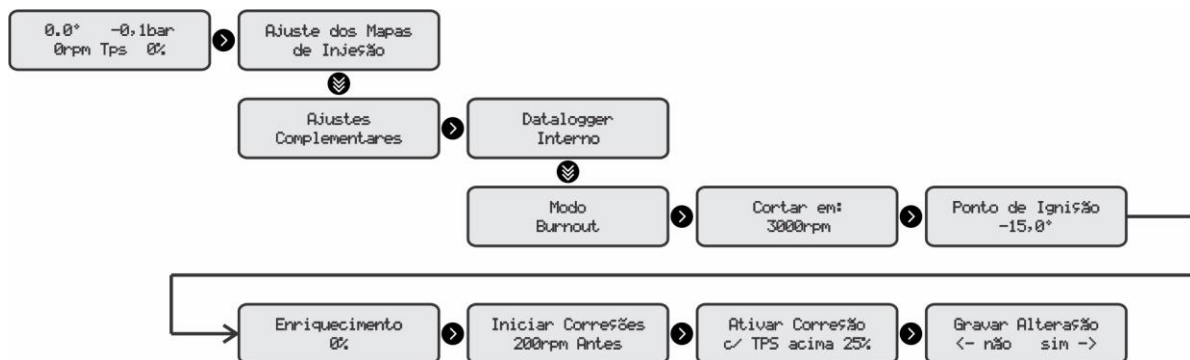 0.0° -0,1bar
0rpm Tps 0%
Ajuste dos Mapas
de Injeção
Ajustes
Complementares
Datalogger
Interno
Modo
Burnout
Cortar em:
3000rpm
Ponto de Ignição
-15,0°
Enriquecimento
0%
Iniciar Correções
200rpm Antes
Ativar Correção
c/ TPS acima 25%
Gravar Alteração
<- não sim ->